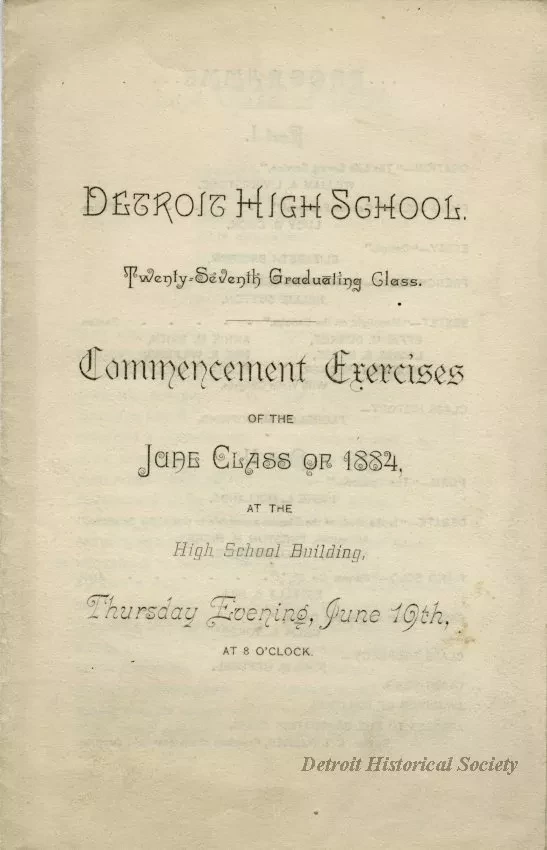 DETROIT HIGH SCHOOL.
Twenty-Seventh Graduating Class.
Commencement Exercises
OF THE
JUNE CLASS OF 1884,
AT THE
High School Building,
Thursday Evening, June 19th,
AT 8 O'CLOCK.
Detroit Historical Society